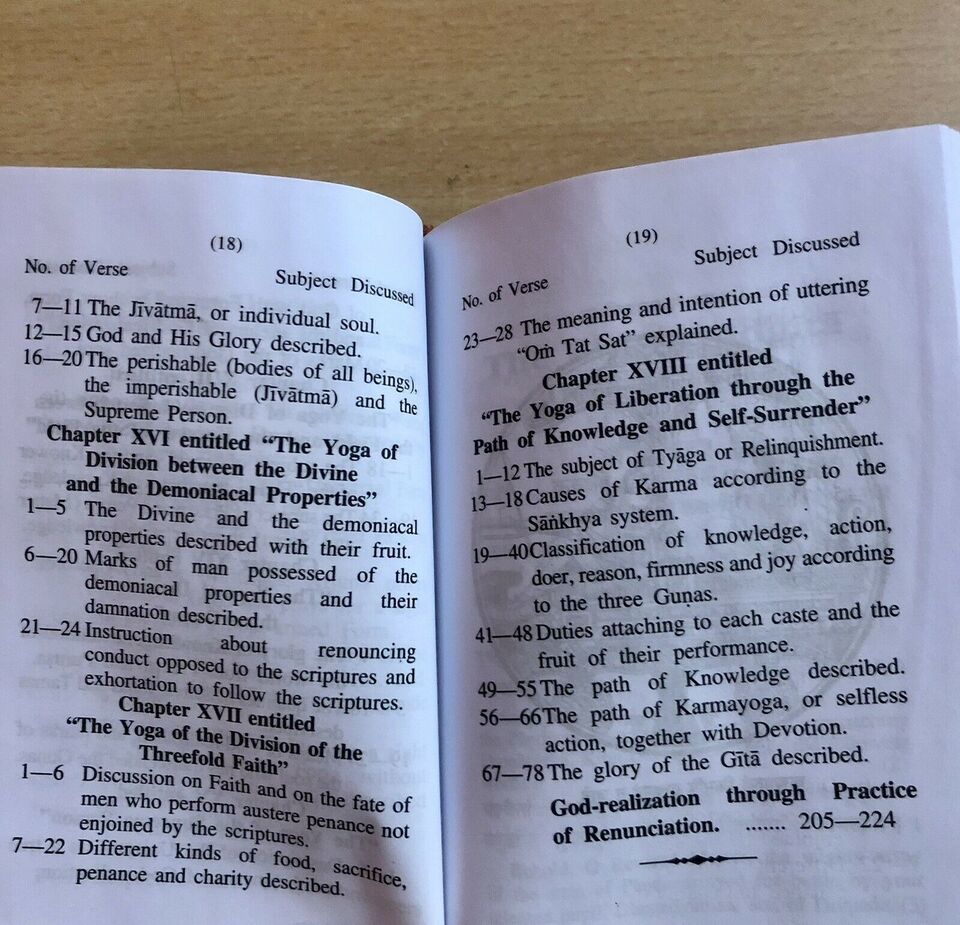 (18)
No. of Verse Subject Discussed
7—11 The Jīvātmā, or individual soul.
12—15 God and His Glory described.
16—20 The perishable (bodies of all beings),
the imperishable (Jīvātmā) and the
Supreme Person.
Chapter XVI entitled “The Yoga of
Division between the Divine
and the Demoniacal Properties”
1—5 The Divine and the demoniacal
properties described with their fruit.
6—20 Marks of man possessed of the
demoniacal properties and their
damnation described.
21—24 Instruction about renouncing
conduct opposed to the scriptures and
exhortation to follow the scriptures.
Chapter XVII entitled
“The Yoga of the Division of the
Threefold Faith”
1—6 Discussion on Faith and on the fate of
men who perform austere penance not
enjoined by the scriptures.
7—22 Different kinds of food, sacrifice,
penance and charity described.
(19)
No. of Verse Subject Discussed
23—28 The meaning and intention of uttering
“Oṁ Tat Sat” explained.
Chapter XVIII entitled
“The Yoga of Liberation through the
Path of Knowledge and Self-Surrender”
1—12 The subject of Tyāga or Relinquishment.
13—18 Causes of Karma according to the
Sāṅkhya system.
19—40 Classification of knowledge, action,
doer, reason, firmness and joy according
to the three Guṇas.
41—48 Duties attaching to each caste and the
fruit of their performance.
49—55 The path of Knowledge described.
56—66 The path of Karmayoga, or selfless
action, together with Devotion.
67—78 The glory of the Gītā described.
God-realization through Practice
of Renunciation. ....... 205—224